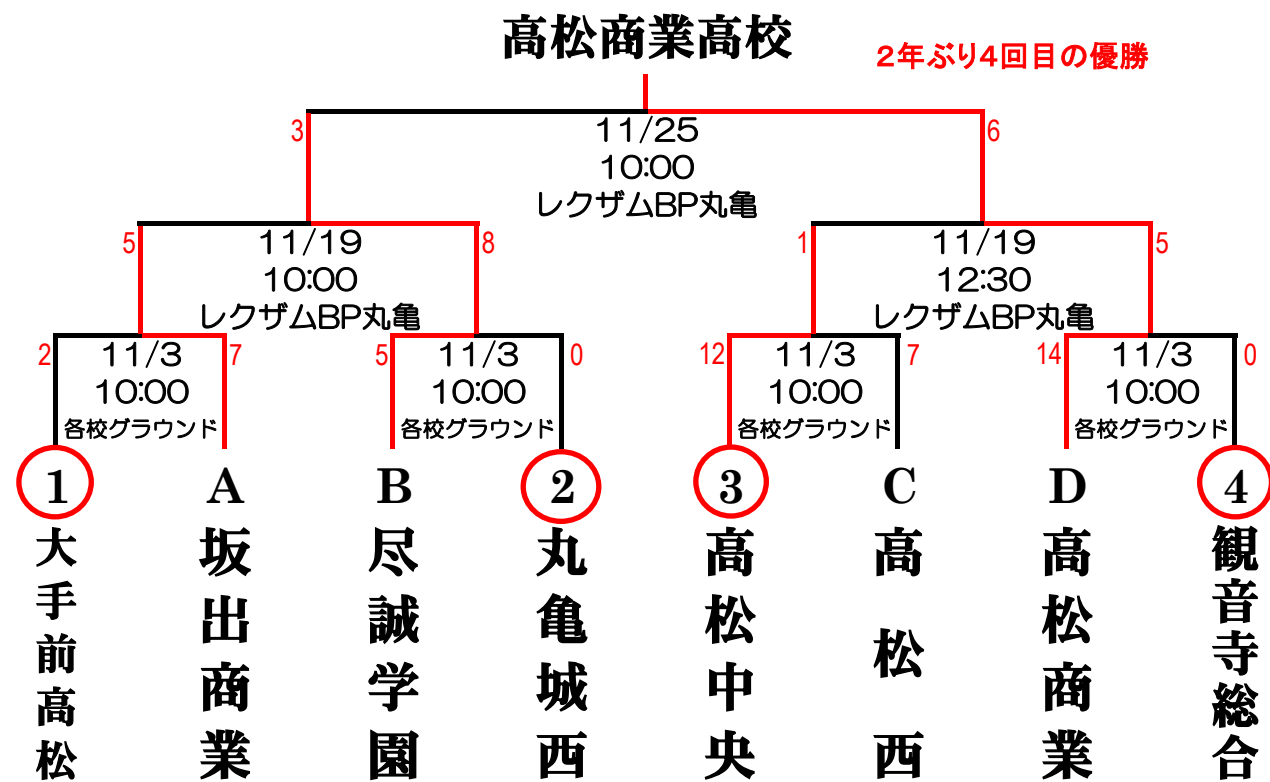 高松商業高校
2年ぶり4回目の優勝
3
11/25
6
10:00
レクザムBP丸亀
5
11/19
8
1
11/19
5
10:00
12:30
レクザムBP丸亀
レクザムBP丸亀
2
11/3
7
5
11/3
0
12
11/3
7
14
11/3
0
10:00
10:00
10:00
10:00
各校グラウンド
各校グラウンド
各校グラウンド
各校グラウンド
1
A
B
2
3
C
D
4
大手前高松
坂出商業
尽誠学園
丸亀城西
高松中央
高松西
高松商業
観音寺総合